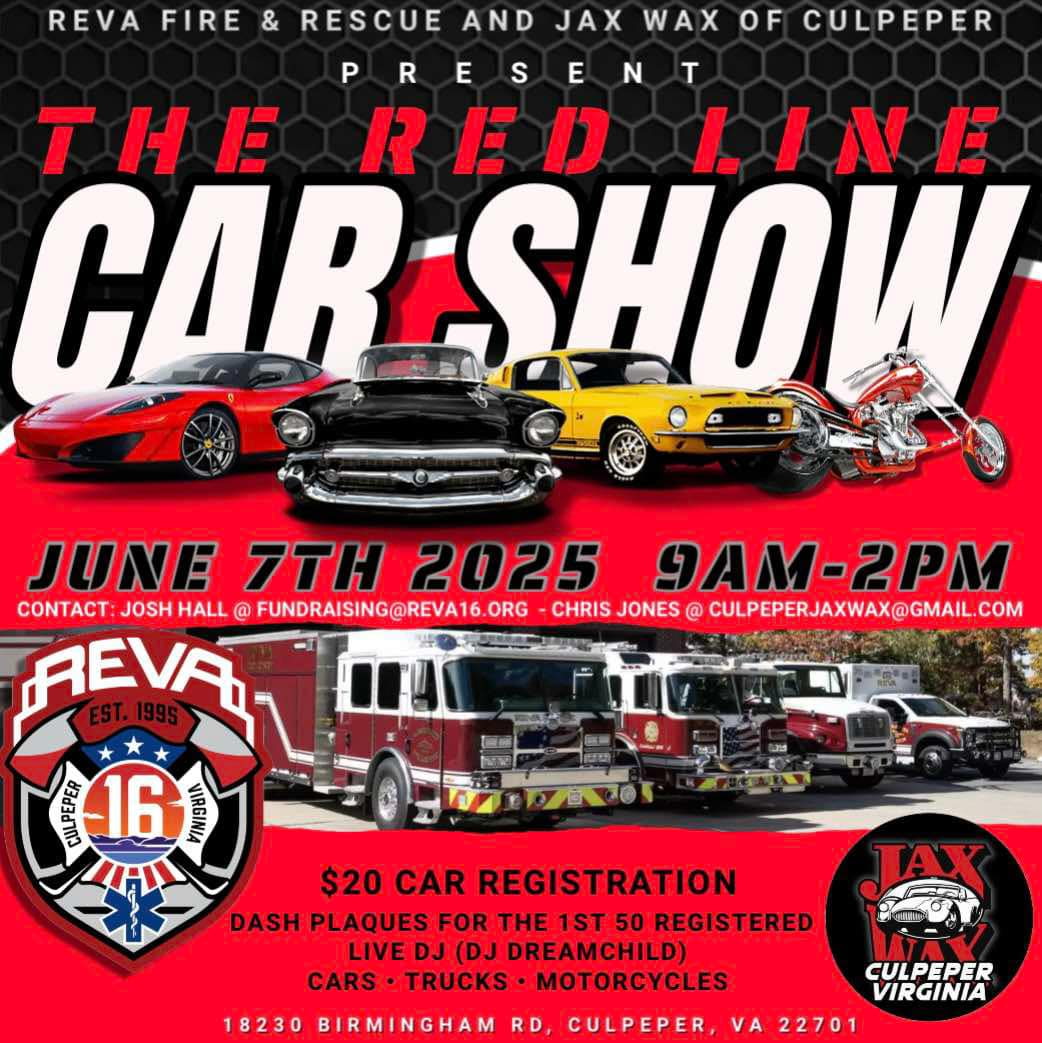 REVA FIRE & RESCUE AND JAX WAX OF CULPEPER
PRESENT
THE RED LINE
CAR SHOW
JUNE 7TH 2025 9AM-2PM
CONTACT: JOSH HALL @ FUNDRAISING@REVA16.ORG - CHRIS JONES @ CULPEPERJAXWAX@GMAIL.COM
REVA
EST. 1995
CULPEPER
16
VIRGINIA
REVA
$20 CAR REGISTRATION
DASH PLAQUES FOR THE 1ST 50 REGISTERED
LIVE DJ (DJ DREAMCHILD)
CARS • TRUCKS • MOTORCYCLES
JAX
WAX
CULPEPER
VIRGINIA
18230 BIRMINGHAM RD, CULPEPER, VA 22701